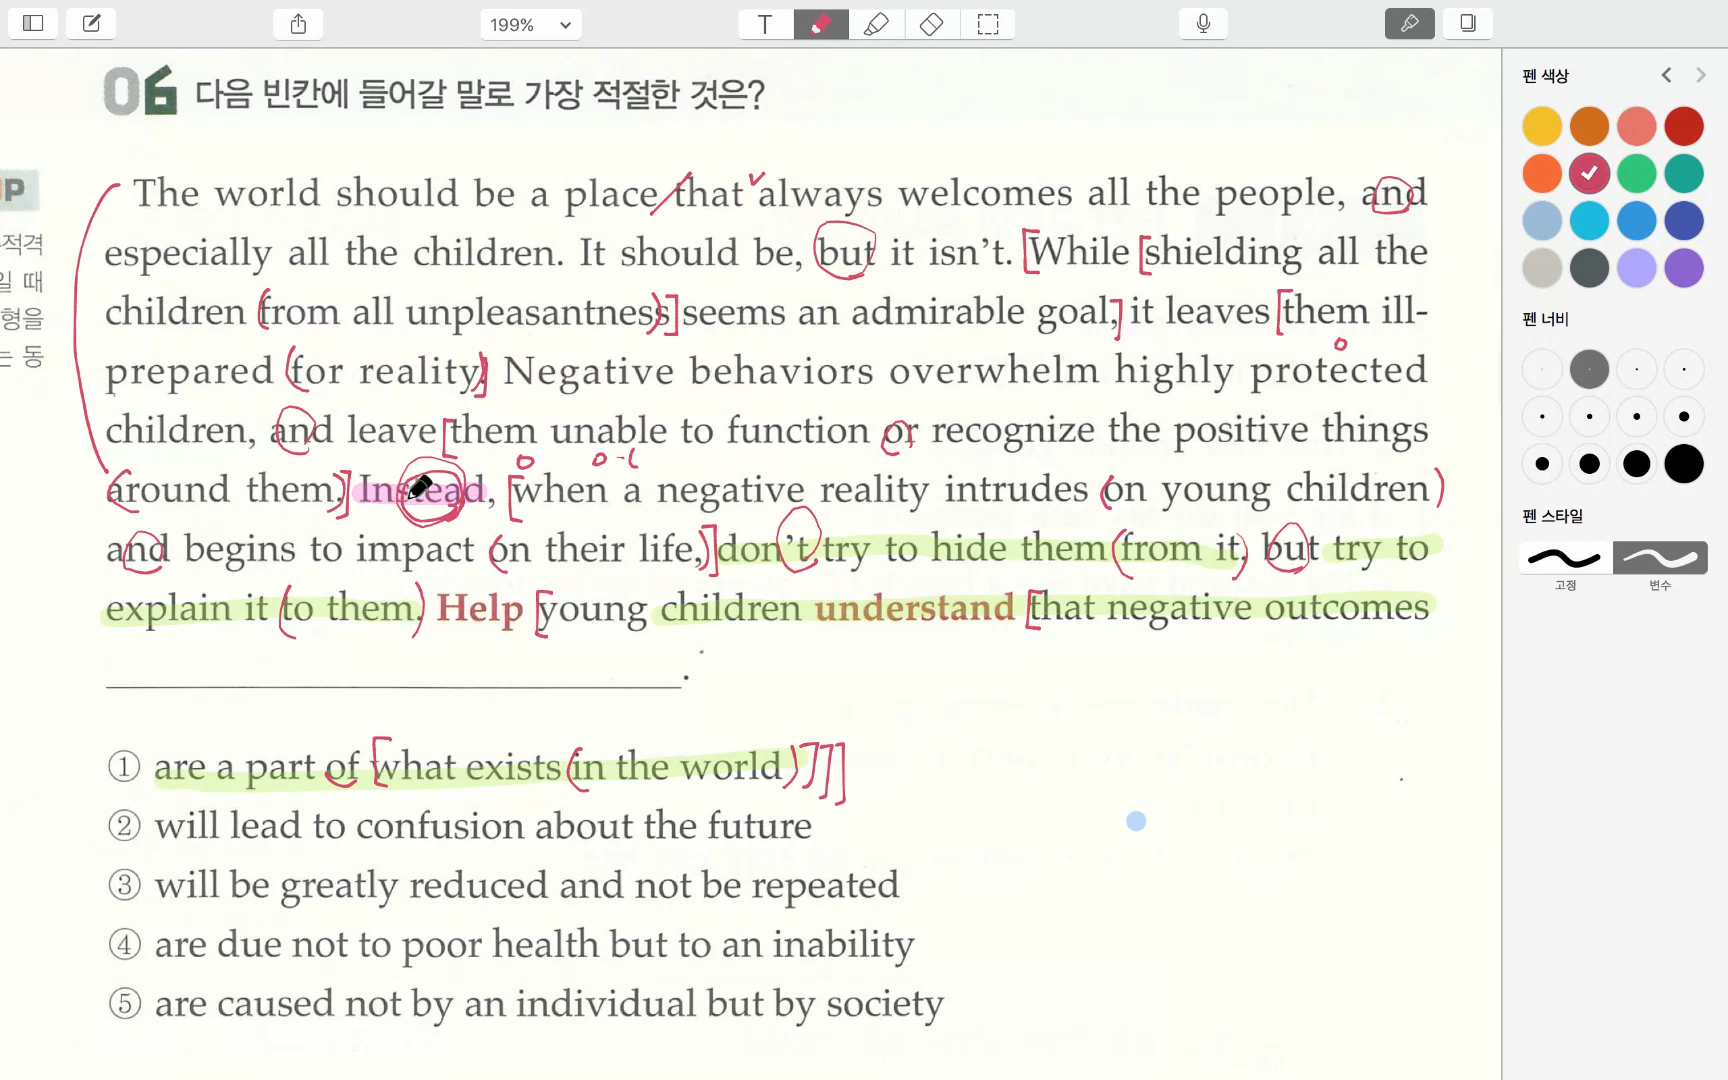 199%
T
06 다음 빈칸에 들어갈 말로 가장 적절한 것은?
The world should be a place that always welcomes all the people, and
especially all the children. It should be, but it isn't. While shielding all the
children from all unpleasantness seems an admirable goal, it leaves them ill-
prepared for reality. Negative behaviors overwhelm highly protected
children, and leave them unable to function or recognize the positive things
around them. Instead, when a negative reality intrudes on young children
and begins to impact on their life, don't try to hide them from it, but try to
explain it to them. Help young children understand that negative outcomes
.
① are a part of what exists in the world
② will lead to confusion about the future
③ will be greatly reduced and not be repeated
④ are due not to poor health but to an inability
⑤ are caused not by an individual but by society
P
적격
일 때
형을
는 동
펜 색상
펜 너비
펜 스타일
고정
변수